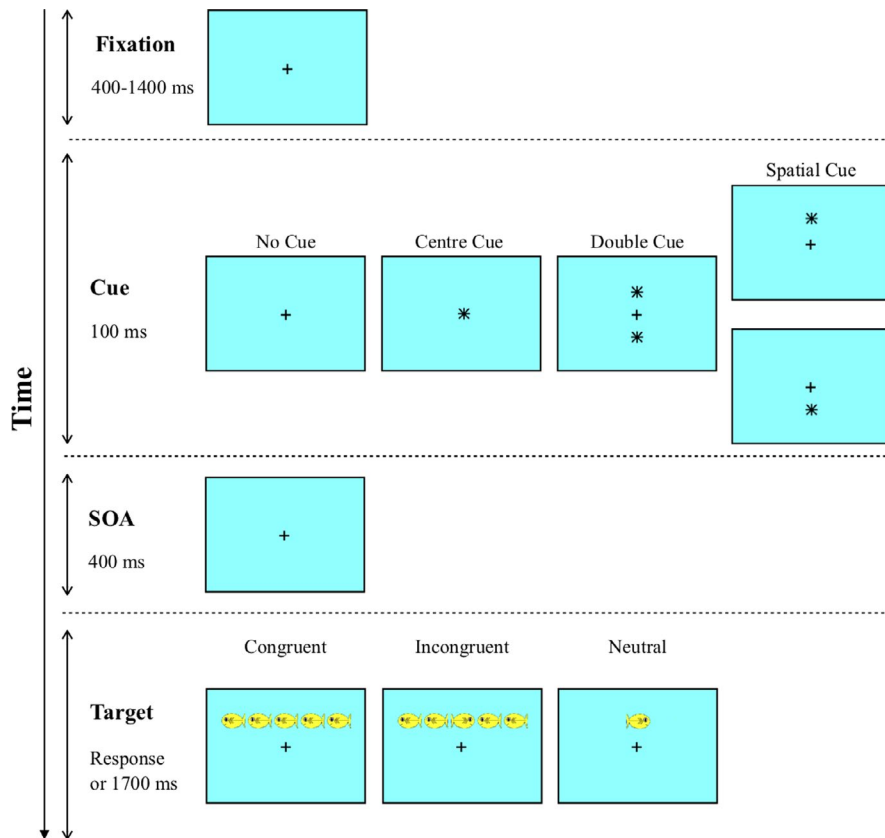 Time
Fixation
400-1400 ms
Cue
100 ms
No Cue
Centre Cue
Double Cue
Spatial Cue
SOA
400 ms
Target
Response
or 1700 ms
Congruent
Incongruent
Neutral